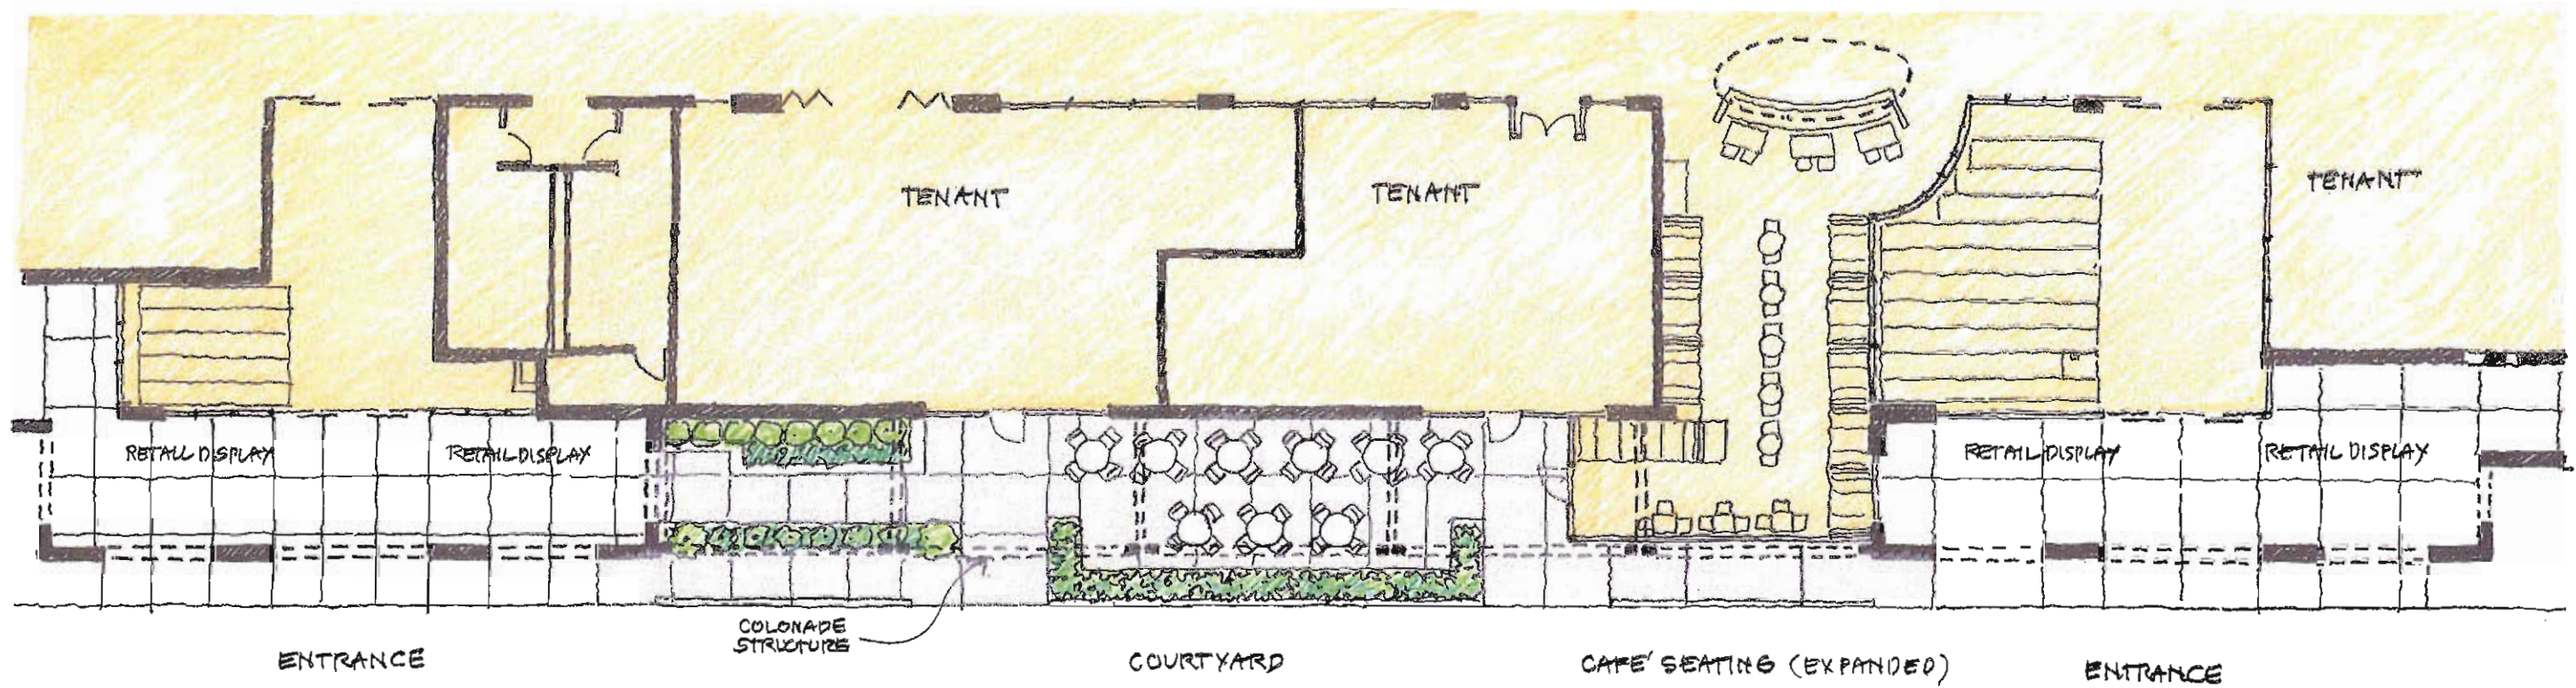 TENANT
TENANT
TENANT
RETAIL DISPLAY
RETAIL DISPLAY
RETAIL DISPLAY
RETAIL DISPLAY
COLONADE
STRUCTURE
ENTRANCE
COURTYARD
CAFE' SEATING (EXPANDED)
ENTRANCE